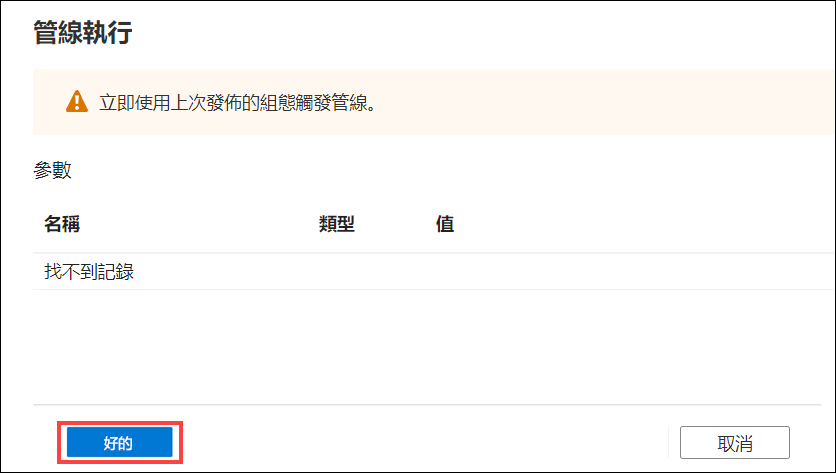 管線執行
立即使用上次發佈的組態觸發管線。
參數
名稱 類型 值
找不到記錄
好的 取消